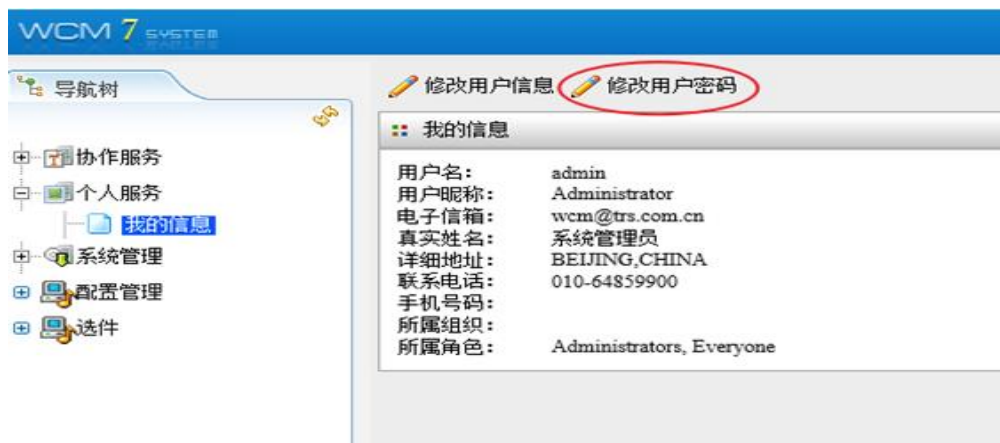 WCM 7 SYSTEM
导航树
协作服务
个人服务
我的信息
系统管理
配置管理
选件
修改用户信息 修改用户密码
我的信息
用户名: admin
用户昵称: Administrator
电子信箱: wcm@trs.com.cn
真实姓名: 系统管理员
详细地址: BEIJING,CHINA
联系电话: 010-64859900
手机号码:
所属组织:
所属角色: Administrators, Everyone